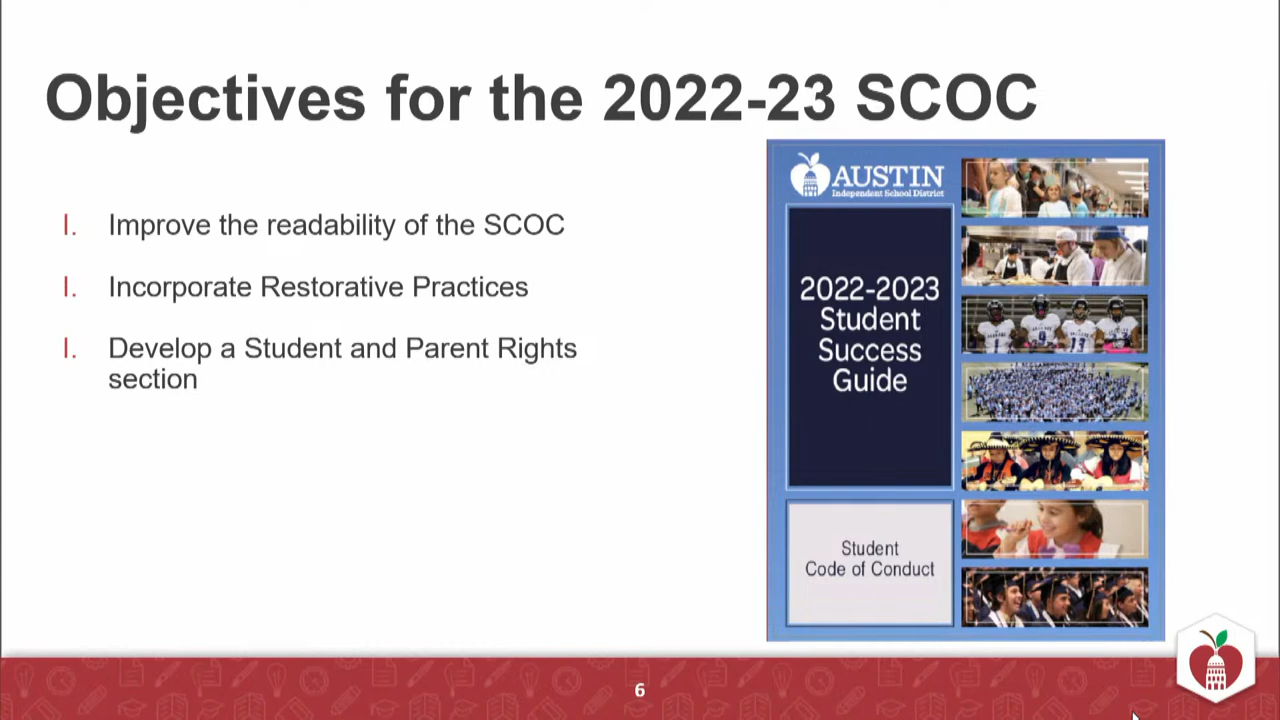 Objectives for the 2022-23 SCOC
I. Improve the readability of the SCOC
I. Incorporate Restorative Practices
I. Develop a Student and Parent Rights
section
AUSTIN
Independent School District
2022-2023
Student
Success
Guide
Student
Code of Conduct
6